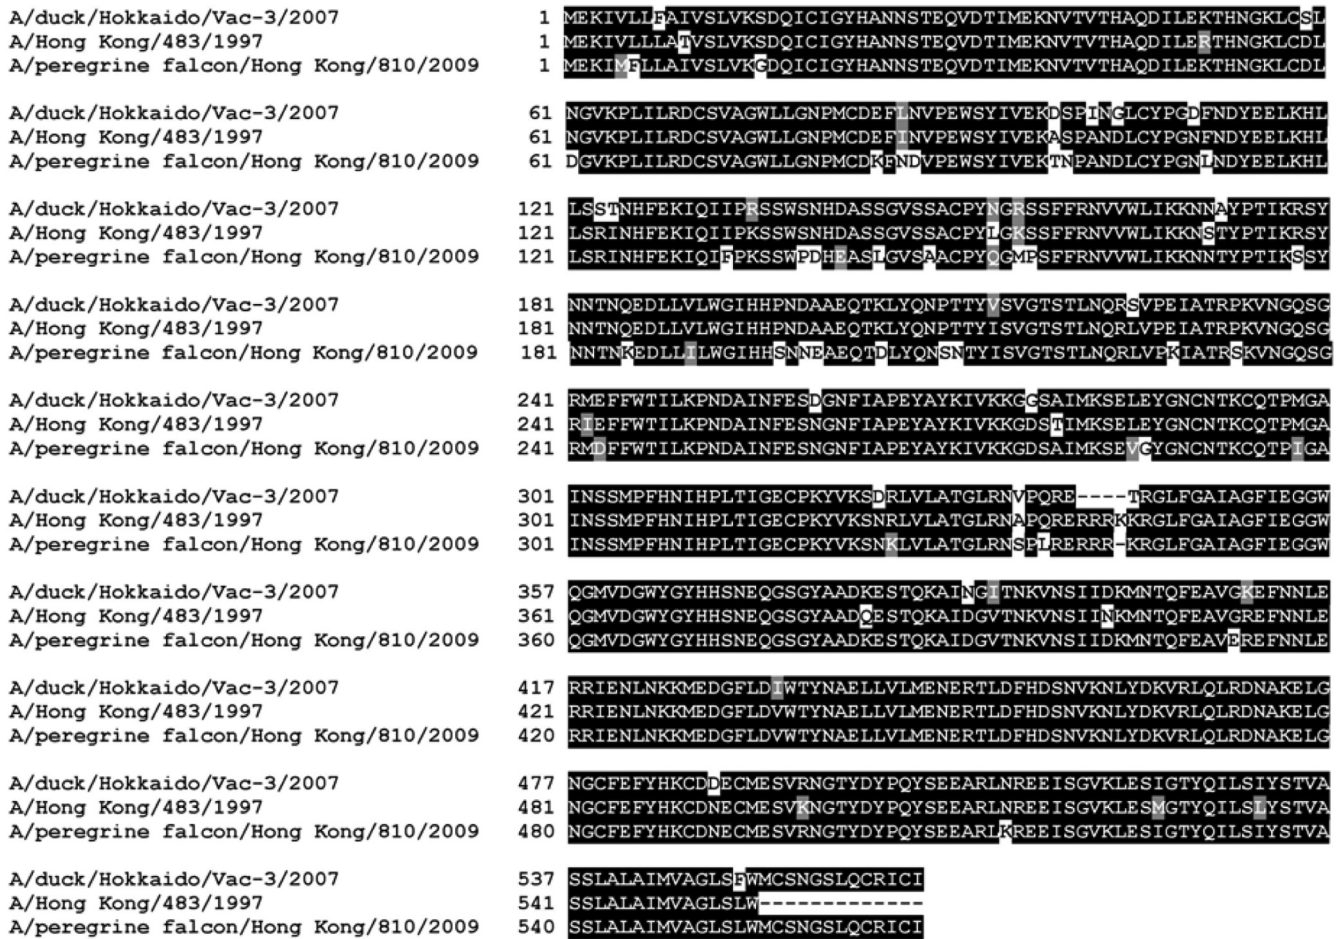 A/duck/Hokkaido/Vac-3/2007 1 MEKIVLLFAIVSLVKSDQICIGYHANNSTEQVDTIMEKNVTVTHAQDILEKTHNGKLCSL
A/Hong Kong/483/1997 1 MEKIVLLLATVSLVKSDQICIGYHANNSTEQVDTIMEKNVTVTHAQDILERTHNGKLCDL
A/peregrine falcon/Hong Kong/810/2009 1 MEKIMFLLAIVSLVKGDQICIGYHANNSTEQVDTIMEKNVTVTHAQDILEKTHNGKLCDL
A/duck/Hokkaido/Vac-3/2007 61 NGVKPLILRDCSVAGWLLGNPMCDEFLNVPEWSYIVEKDSPINGLCYPGDFNDYEELKHL
A/Hong Kong/483/1997 61 NGVKPLILRDCSVAGWLLGNPMCDEFINVPEWSYIVEKASPANDLCYPGNFNDYEELKHL
A/peregrine falcon/Hong Kong/810/2009 61 DGVKPLILRDCSVAGWLLGNPMCDKFNDVPEWSYIVEKTNPANDLCYPGNLNDYEELKHL
A/duck/Hokkaido/Vac-3/2007 121 LSSTNHFEKIQIIPRSSWSNHDASSGVSSACPYNGRSSFFRNVVWLIKKNNAYPTIKRSY
A/Hong Kong/483/1997 121 LSRINHFEKIQIIPKSSWSNHDASSGVSSACPYLGKSSFFRNVVWLIKKNSTYPTIKRSY
A/peregrine falcon/Hong Kong/810/2009 121 LSRINHFEKIQIFPKSSWPDHEASLGVSAACPYQGMPSFFRNVVWLIKKNNTYPTIKSSY
A/duck/Hokkaido/Vac-3/2007 181 NNTNQEDLLVLWGIHHPNDAAEQTKLYQNPTTYVSVGTSTLNQRSVPEIATRPKVNGQSG
A/Hong Kong/483/1997 181 NNTNQEDLLVLWGIHHPNDAAEQTKLYQNPTTYISVGTSTLNQRLVPEIATRPKVNGQSG
A/peregrine falcon/Hong Kong/810/2009 181 NNTNKEDLLILWGIHHSNNEAEQTDLYQNSNTYISVGTSTLNQRLVPKIATRSKVNGQSG
A/duck/Hokkaido/Vac-3/2007 241 RMEFFWTILKPNDAINFESDGNFIAPEYAYKIVKKGGSAIMKSELEYGNCNTKCQTPMGA
A/Hong Kong/483/1997 241 RIEFFWTILKPNDAINFESNGNFIAPEYAYKIVKKGDSTIMKSELEYGNCNTKCQTPMGA
A/peregrine falcon/Hong Kong/810/2009 241 RMDFFWTILKPNDAINFESNGNFIAPEYAYKIVKKGDSAIMKSEVGYGNCNTKCQTPIGA
A/duck/Hokkaido/Vac-3/2007 301 INSSMPFHNIHPLTIGECPKYVKSDRLVLATGLRNVPQRE----TRGLFGAIAGFIEGGW
A/Hong Kong/483/1997 301 INSSMPFHNIHPLTIGECPKYVKSNRLVLATGLRNAPQRERRRKKRGLFGAIAGFIEGGW
A/peregrine falcon/Hong Kong/810/2009 301 INSSMPFHNIHPLTIGECPKYVKSNKLVLATGLRNSPLRERRR-KRGLFGAIAGFIEGGW
A/duck/Hokkaido/Vac-3/2007 357 QGMVDGWYGYHHSNEQGSGYAADKESTQKAINGITNKVNSIIDKMNTQFEAVGKEFNNLE
A/Hong Kong/483/1997 361 QGMVDGWYGYHHSNEQGSGYAADQESTQKAIDGVTNKVNSIINKMNTQFEAVGREFNNLE
A/peregrine falcon/Hong Kong/810/2009 360 QGMVDGWYGYHHSNEQGSGYAADKESTQKAIDGVTNKVNSIIDKMNTQFEAVEREFNNLE
A/duck/Hokkaido/Vac-3/2007 417 RRIENLNKKMEDGFLDIWTYNAELLVLMENERTLDFHDSNVKNLYDKVRLQLRDNAKELG
A/Hong Kong/483/1997 421 RRIENLNKKMEDGFLDVWTYNAELLVLMENERTLDFHDSNVKNLYDKVRLQLRDNAKELG
A/peregrine falcon/Hong Kong/810/2009 420 RRIENLNKKMEDGFLDVWTYNAELLVLMENERTLDFHDSNVKNLYDKVRLQLRDNAKELG
A/duck/Hokkaido/Vac-3/2007 477 NGCFEFYHKCDDECMESVRNGTYDYPQYSEEARLNREEISGVKLESIGTYQILSIYSTVA
A/Hong Kong/483/1997 481 NGCFEFYHKCDNECMESVKNGTYDYPQYSEEARLNREEISGVKLESMGTYQILSLYSTVA
A/peregrine falcon/Hong Kong/810/2009 480 NGCFEFYHKCDNECMESVRNGTYDYPQYSEEARLKREEISGVKLESIGTYQILSIYSTVA
A/duck/Hokkaido/Vac-3/2007 537 SSLALAIMVAGLSFWMCSNGSLQCRICI
A/Hong Kong/483/1997 541 SSLALAIMVAGLSLW-------------
A/peregrine falcon/Hong Kong/810/2009 540 SSLALAIMVAGLSLWMCSNGSLQCRICI